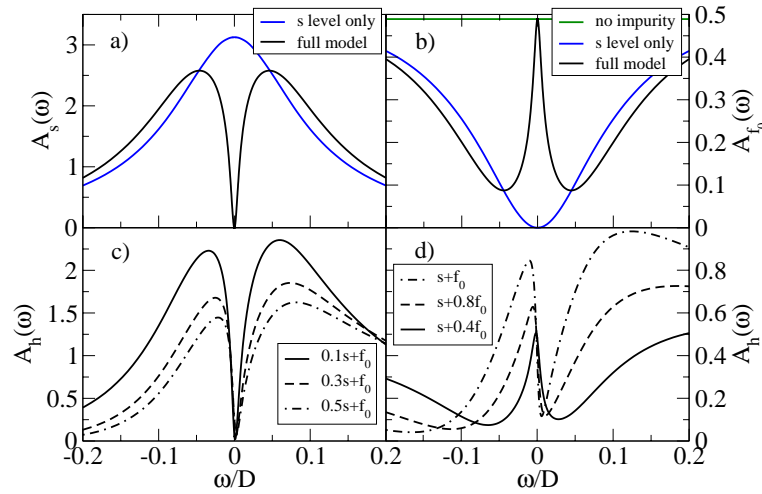 a)
s level only
full model
A_s(ω)
3
2
1
0
b)
no impurity
s level only
full model
0.5
0.4
0.3
0.2
0.1
0
A_{f_0}(ω)
c)
0.1s+f_0
0.3s+f_0
0.5s+f_0
A_h(ω)
2
1.5
1
0.5
0
-0.2
-0.1
0
0.1
0.2
ω/D
d)
s+f_0
s+0.8f_0
s+0.4f_0
0.8
0.6
0.4
0.2
0
A_h(ω)
-0.1
0
0.1
0.2
ω/D